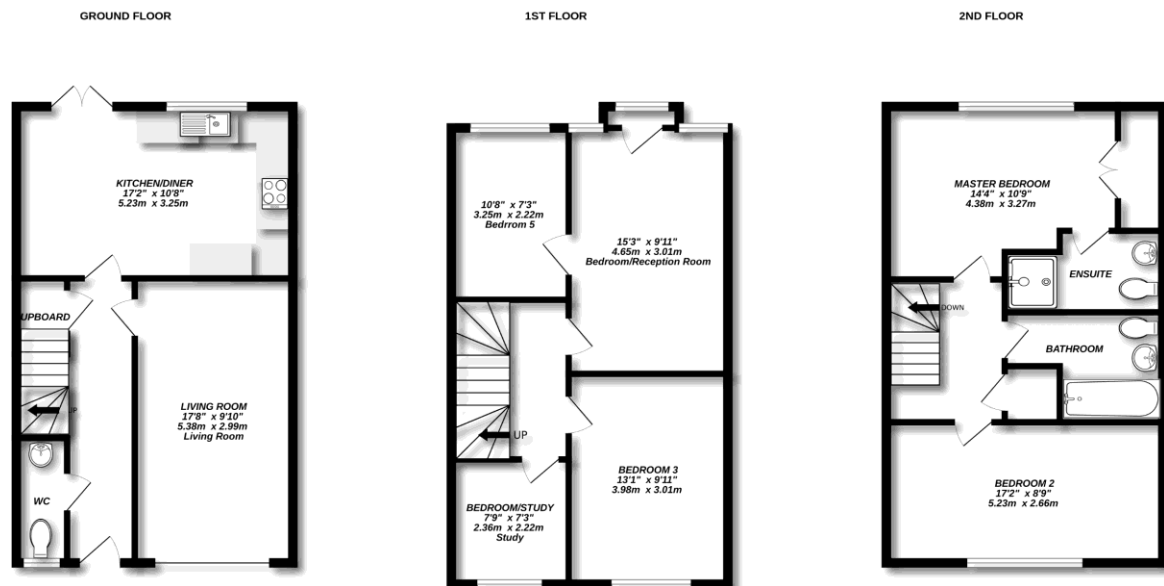 GROUND FLOOR
1ST FLOOR
2ND FLOOR
KITCHEN/DINER
17'2" x 10'8"
5.23m x 3.25m
UPBOARD
UP
LIVING ROOM
17'8" x 9'10"
5.38m x 2.99m
Living Room
WC
10'8" x 7'3"
3.25m x 2.22m
Bedrrom 5
15'3" x 9'11"
4.65m x 3.01m
Bedroom/Reception Room
UP
BEDROOM 3
13'1" x 9'11"
3.98m x 3.01m
BEDROOM/STUDY
7'9" x 7'3"
2.36m x 2.22m
Study
MASTER BEDROOM
14'4" x 10'9"
4.38m x 3.27m
ENSUITE
DOWN
BATHROOM
BEDROOM 2
17'2" x 8'9"
5.23m x 2.66m